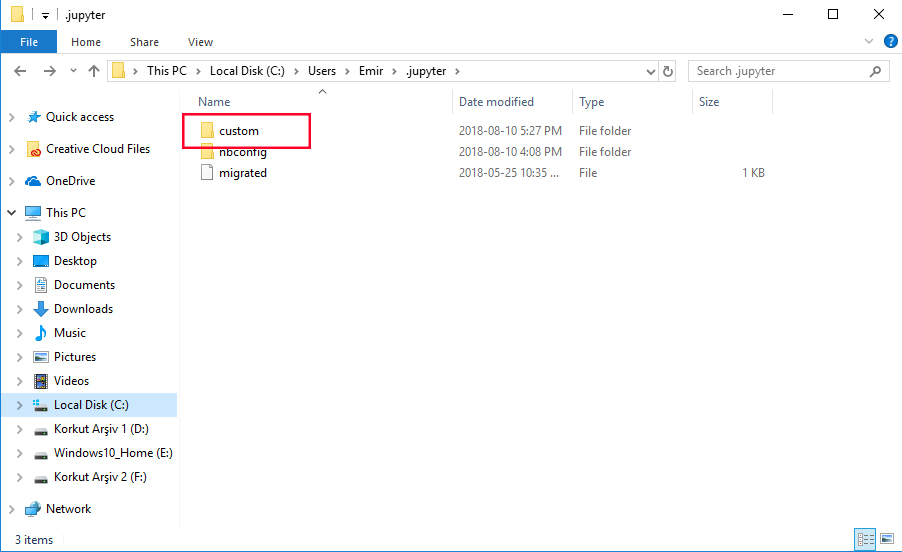 .jupyter
File Home Share View
This PC Local Disk (C:) Users Emir .jupyter
Search .jupyter
Name Date modified Type Size
custom 2018-08-10 5:27 PM File folder
nbconfig 2018-08-10 4:08 PM File folder
migrated 2018-05-25 10:35 ... File 1 KB
Quick access
Creative Cloud Files
OneDrive
This PC
3D Objects
Desktop
Documents
Downloads
Music
Pictures
Videos
Local Disk (C:)
Korkut Arşiv 1 (D:)
Windows10_Home (E:)
Korkut Arşiv 2 (F:)
Network
3 items